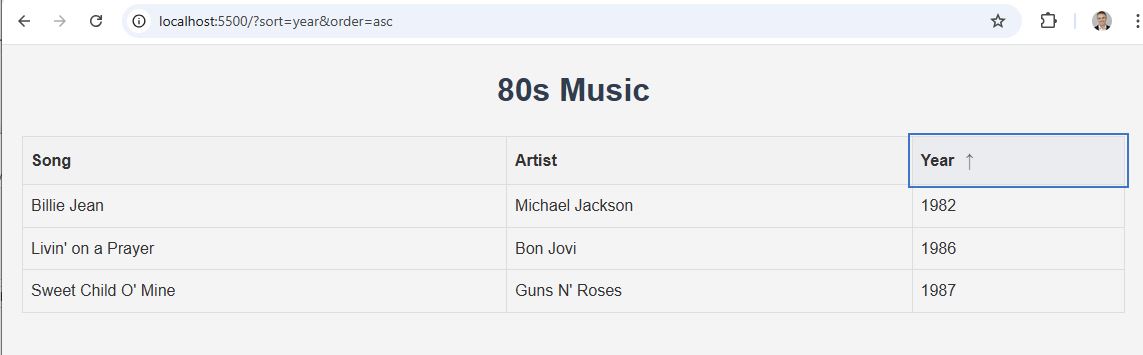 localhost:5500/?sort=year&order=asc
80s Music
Song Artist Year ↑
Billie Jean Michael Jackson 1982
Livin' on a Prayer Bon Jovi 1986
Sweet Child O' Mine Guns N' Roses 1987